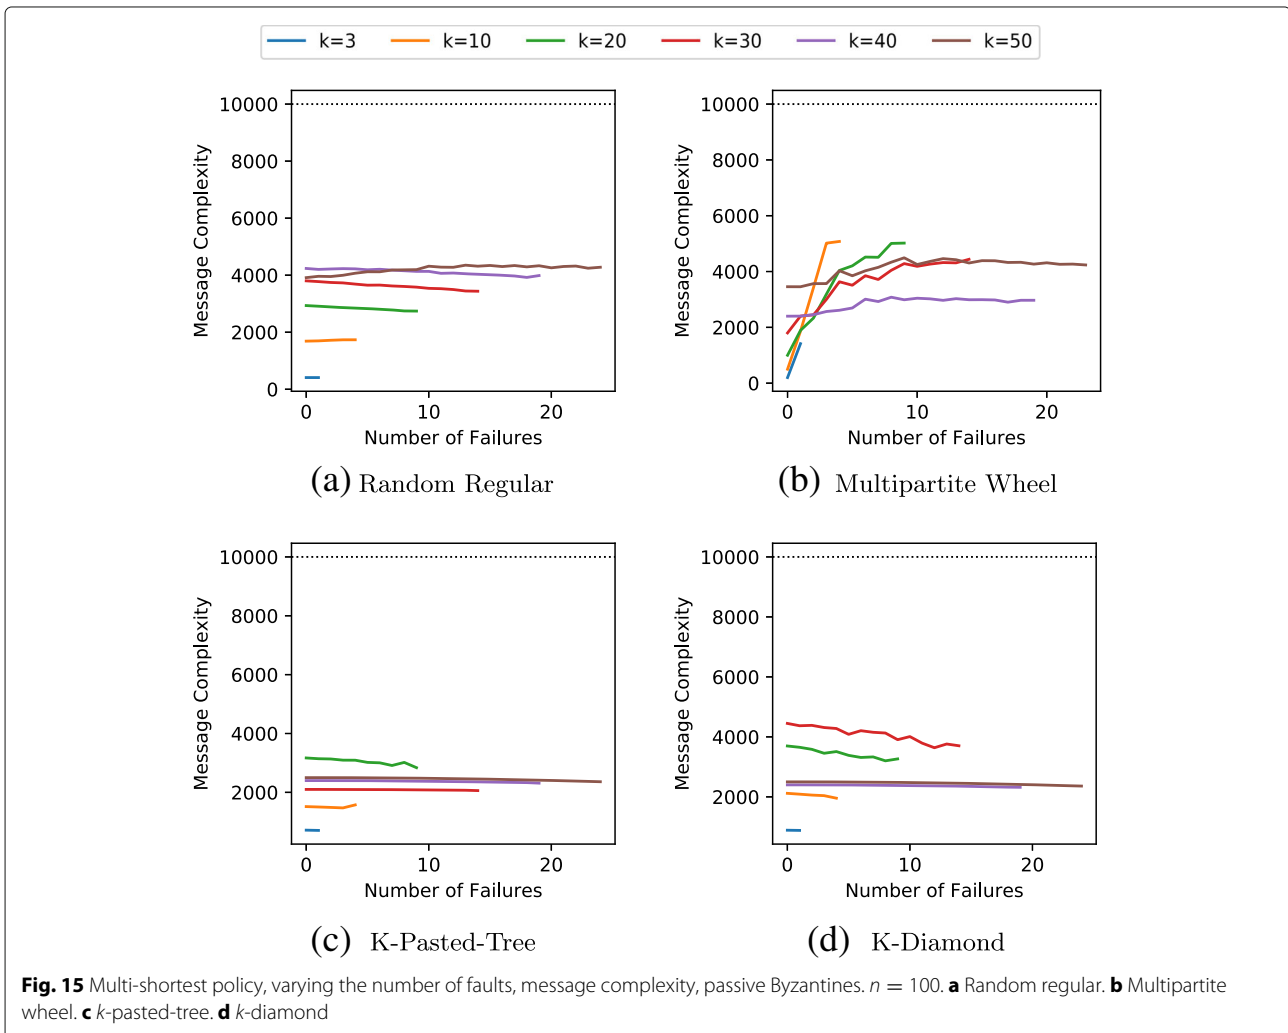 k=3 k=10 k=20 k=30 k=40 k=50
10000
8000
6000
4000
2000
0
Message Complexity
0 10 20
Number of Failures
(a) Random Regular
10000
8000
6000
4000
2000
0
Message Complexity
0 10 20
Number of Failures
(b) Multipartite Wheel
10000
8000
6000
4000
2000
Message Complexity
0 10 20
Number of Failures
(c) K-Pasted-Tree
10000
8000
6000
4000
2000
Message Complexity
0 10 20
Number of Failures
(d) K-Diamond
Fig. 15 Multi-shortest policy, varying the number of faults, message complexity, passive Byzantines. n = 100. a Random regular. b Multipartite
wheel. c k-pasted-tree. d k-diamond